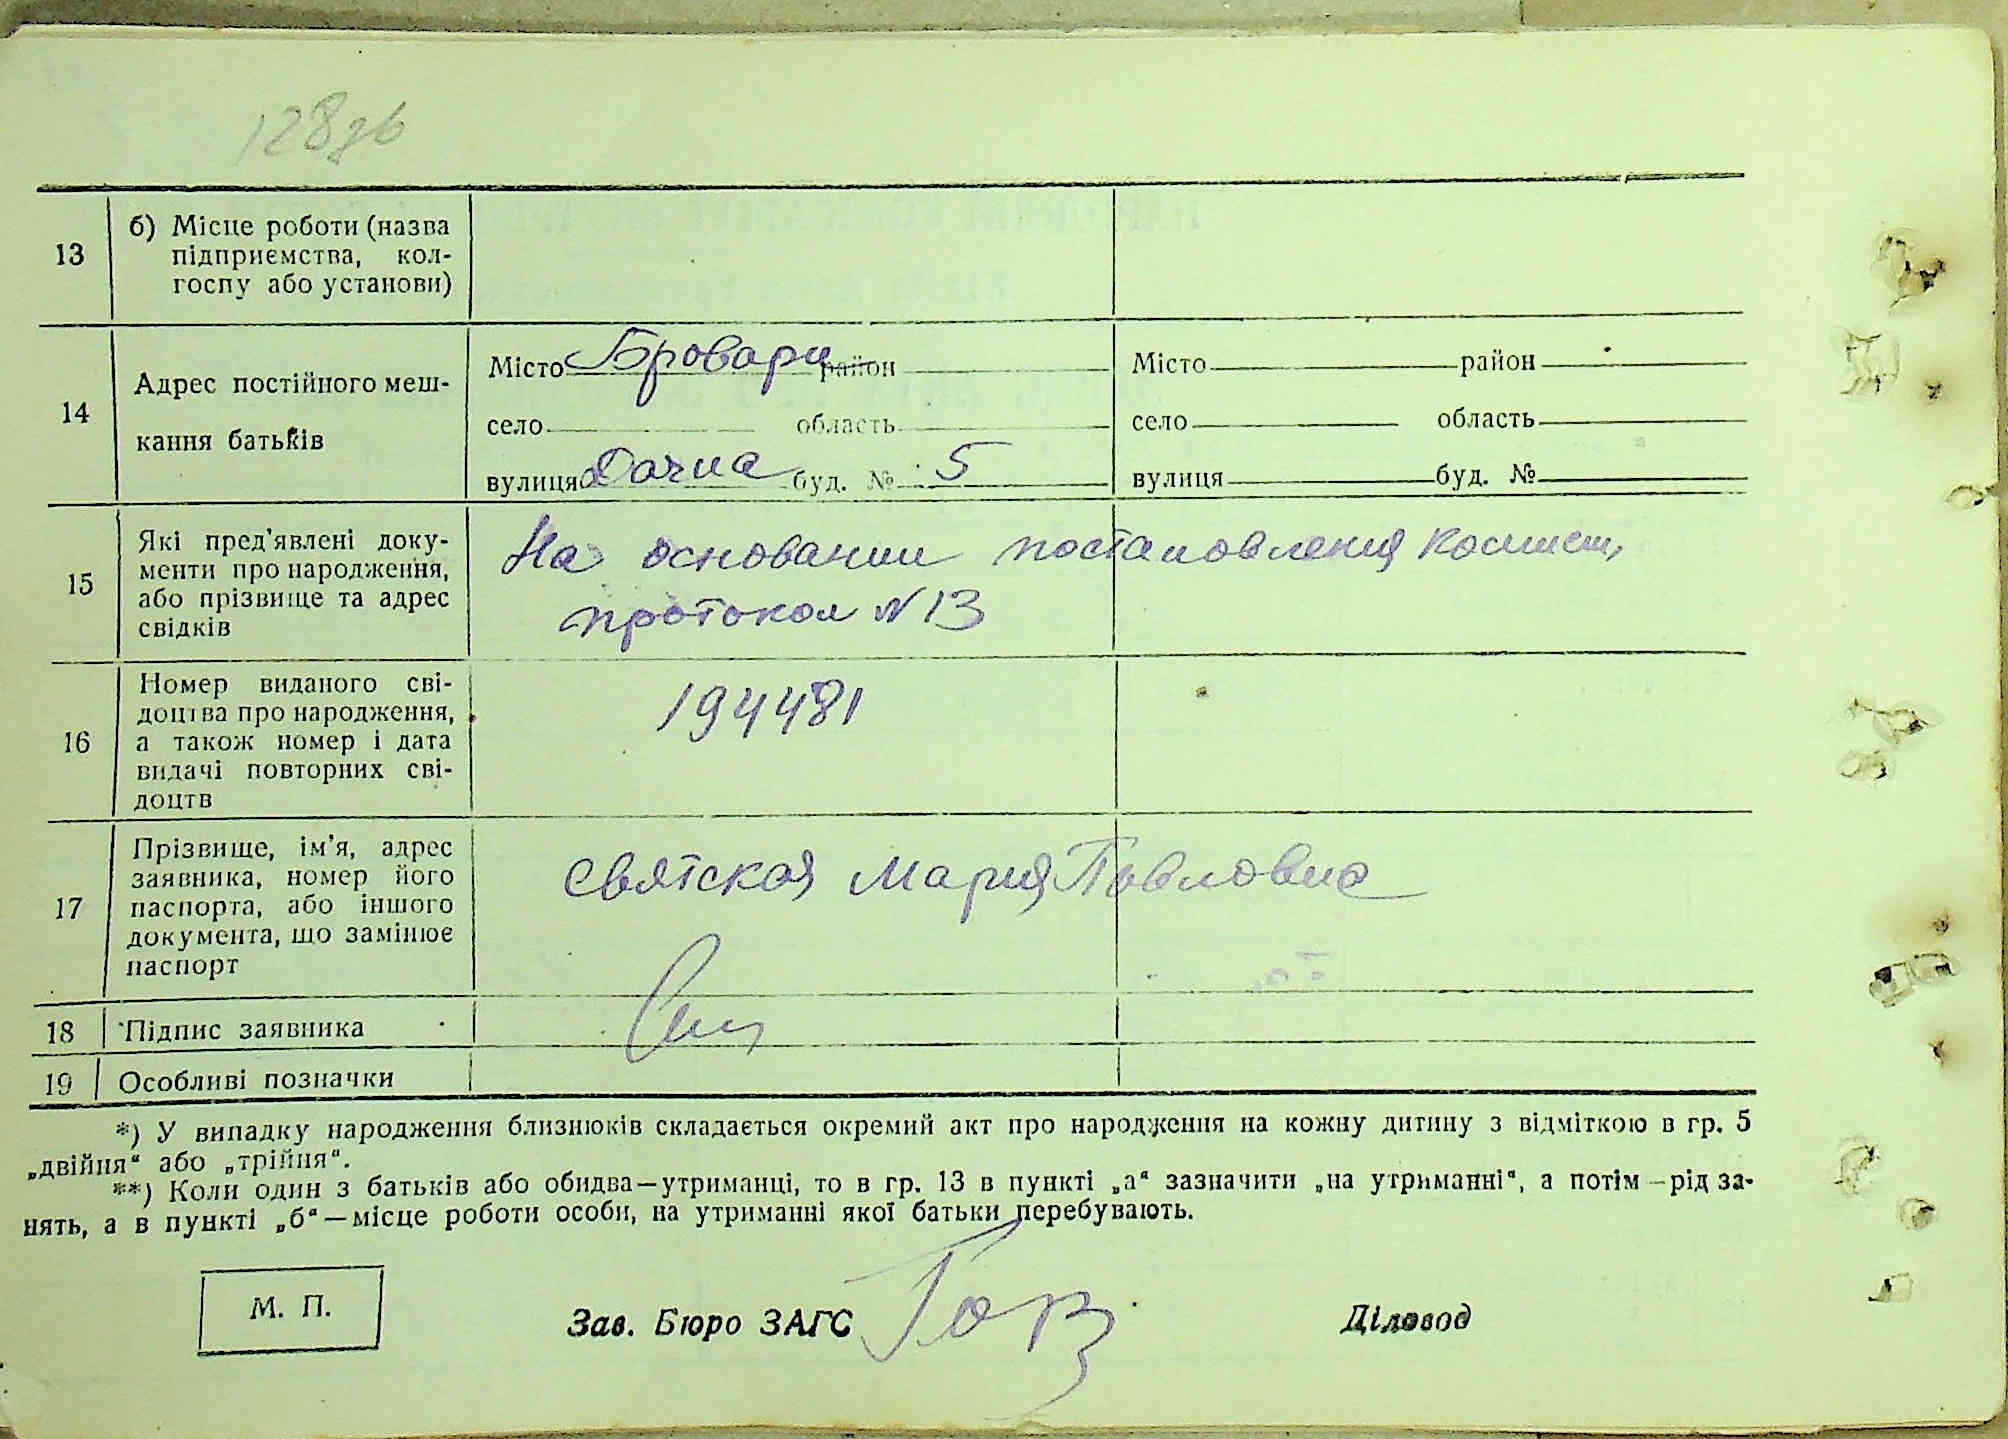 128зв
13
б) Місце роботи (назва
підприємства, кол-
госпу або установи)
14
Адрес постійного меш-
кання батьків
Місто Бровари район
село область
вулиця Дачна буд. № 5
Місто район
село область
вулиця буд. №
15
Які пред'явлені доку-
менти про народження,
або прізвище та адрес
свідків
На основании постановления
протокол N 13
16
Номер виданого сві-
доцтва про народження,
а також номер і дата
видачі повторних сві-
доцтв
194481
17
Прізвище, ім'я, адрес
заявника, номер його
паспорта, або іншого
документа, що замінює
паспорт
Святская Мария Павловна
18
Підпис заявника
19
Особливі позначки
*) У випадку народження близнюків складається окремий акт про народження на кожну дитину з відміткою в гр. 5
„двійня“ або „трійня“.
**) Коли один з батьків або обидва—утриманці, то в гр. 13 в пункті „а“ зазначити „на утриманні“, а потім—рід за-
нять, а в пункті „б“—місце роботи особи, на утриманні якої батьки перебувають.
М. П.
Зав. Бюро ЗАГС
Діловод